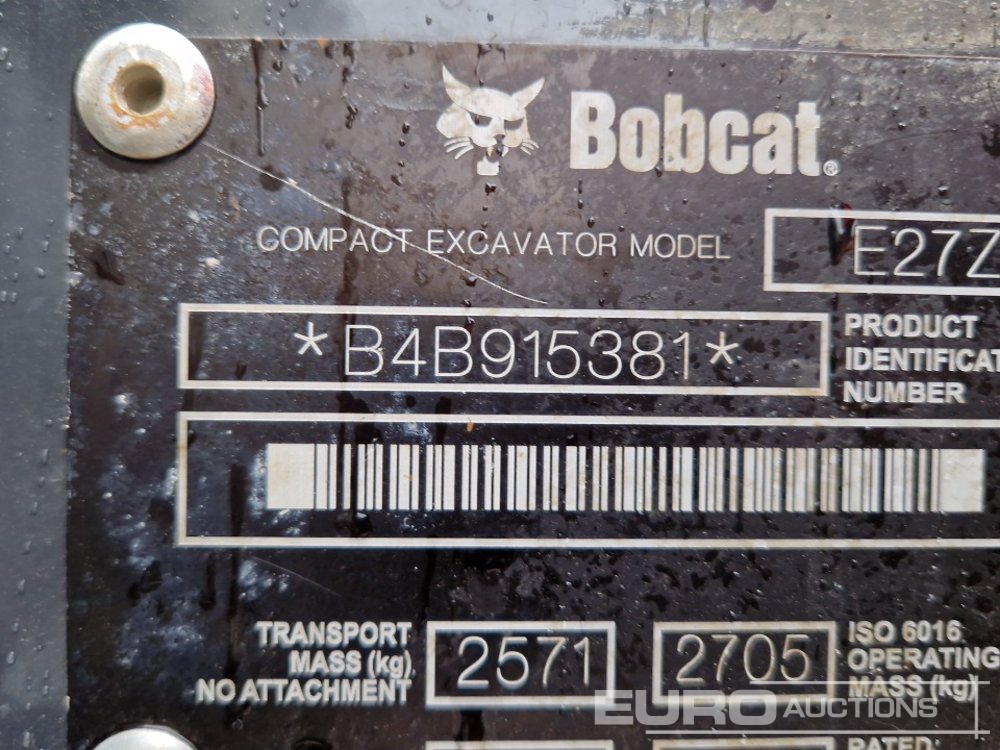 Bobcat®
COMPACT EXCAVATOR MODEL E27Z
*B4B915381*
PRODUCT
IDENTIFICAT
NUMBER
TRANSPORT
MASS (kg)
NO ATTACHMENT
2571
2705
ISO 6016
OPERATING
MASS (kg)
EURO AUCTIONS
RATED